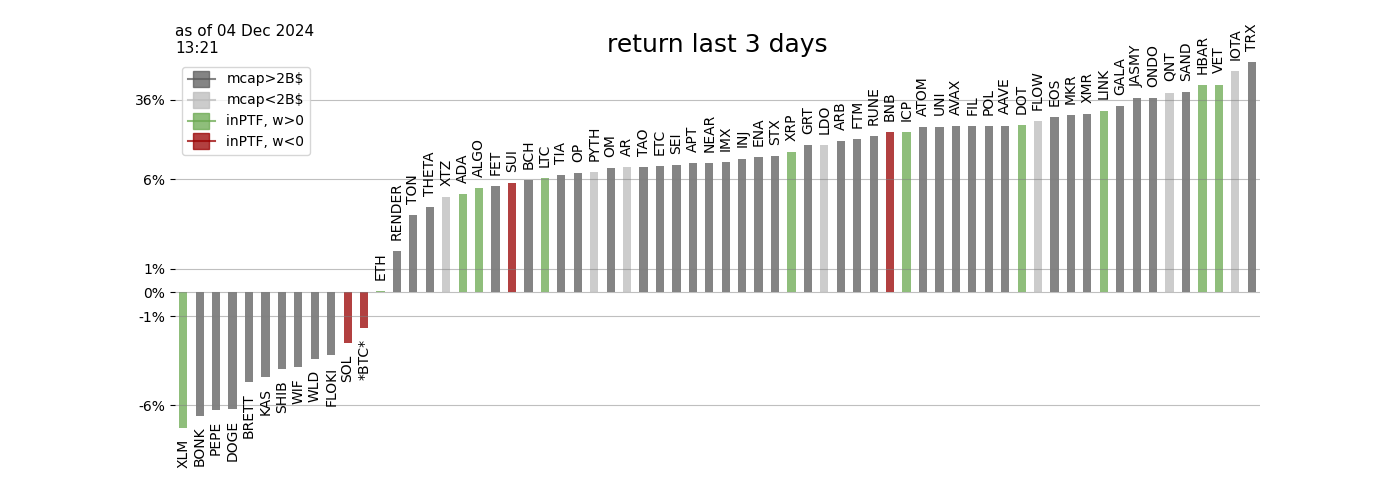 as of 04 Dec 2024
13:21
return last 3 days
mcap>2B$
mcap<2B$
inPTF, w>0
inPTF, w<0
36%
6%
1%
0%
-1%
-6%
XLM
BONK
PEPE
DOGE
BRETT
KAS
SHIB
WIF
WLD
FLOKI
SOL
*BTC*
ETH
RENDER
TON
THETA
XTZ
ADA
ALGO
FET
SUI
BCH
LTC
TIA
OP
PYTH
OM
AR
TAO
ETC
SEI
APT
NEAR
IMX
INJ
ENA
STX
XRP
GRT
LDO
ARB
FTM
RUNE
BNB
ICP
ATOM
UNI
AVAX
FIL
POL
AAVE
DOT
FLOW
EOS
MKR
XMR
LINK
GALA
JASMY
ONDO
QNT
SAND
HBAR
VET
IOTA
TRX